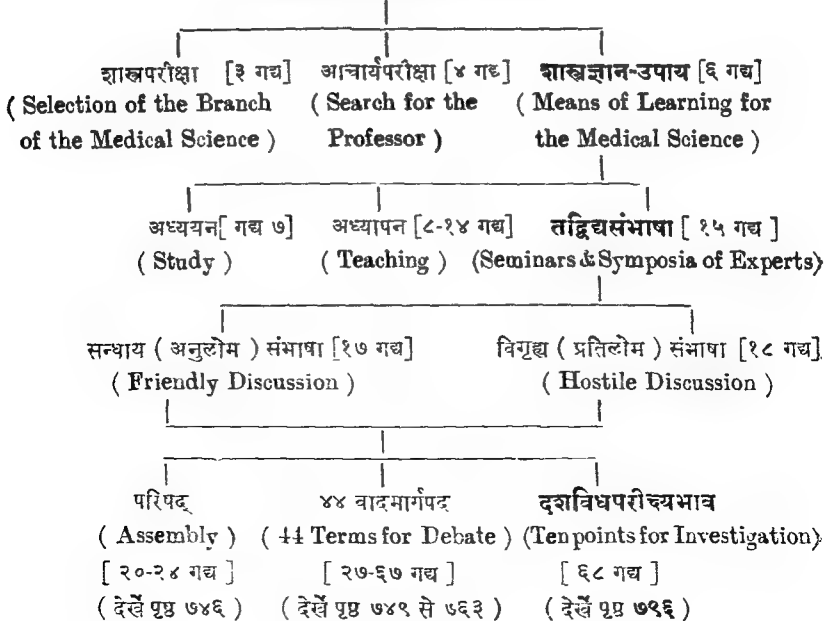 शास्त्रपरीक्षा [३ गद्य] आचार्यपरीक्षा [४ गद्य] शास्त्रज्ञान-उपाय [६ गद्य]
( Selection of the Branch ( Search for the ( Means of Learning for
of the Medical Science ) Professor ) the Medical Science )
अध्ययन[ गद्य ७] अध्यापन [८-१४ गद्य] तद्विद्यसंभाषा [ १५ गद्य ]
( Study ) ( Teaching ) (Seminars & Symposia of Experts)
सन्धाय ( अनुलोम ) संभाषा [१७ गद्य] विगृह्य ( प्रतिलोम ) संभाषा [१८ गद्य]
( Friendly Discussion ) ( Hostile Discussion )
परिषद् ४४ वादमार्गपद दशविधपरीक्ष्यभाव
( Assembly ) ( 44 Terms for Debate ) (Ten points for Investigation)
[ २०-२४ गद्य ] [ २७-६७ गद्य ] [ ६८ गद्य ]
( देखें पृष्ठ ७४६ ) ( देखें पृष्ठ ७४९ से ७६३ ) ( देखें पृष्ठ ७९६ )